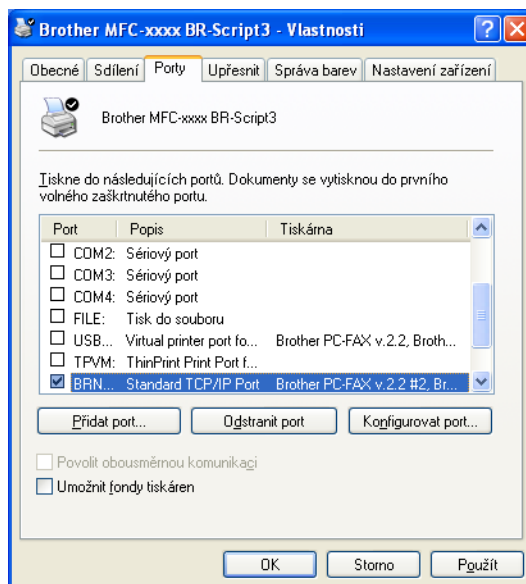 Brother MFC-xxxx BR-Script3 - Vlastnosti
Obecné Sdílení Porty Upřesnit Správa barev Nastavení zařízení
Brother MFC-xxxx BR-Script3
Tiskne do následujících portů. Dokumenty se vytisknou do prvního
volného zaškrtnutého portu.
Port Popis Tiskárna
COM2: Sériový port
COM3: Sériový port
COM4: Sériový port
FILE: Tisk do souboru
USB... Virtual printer port fo... Brother PC-FAX v.2.2, Broth...
TPVM: ThinPrint Print Port f...
BRN... Standard TCP/IP Port Brother PC-FAX v.2.2 #2, Br...
Přidat port... Odstranit port Konfigurovat port...
Povolit obousměrnou komunikaci
Umožnit fondy tiskáren
OK Storno Použít